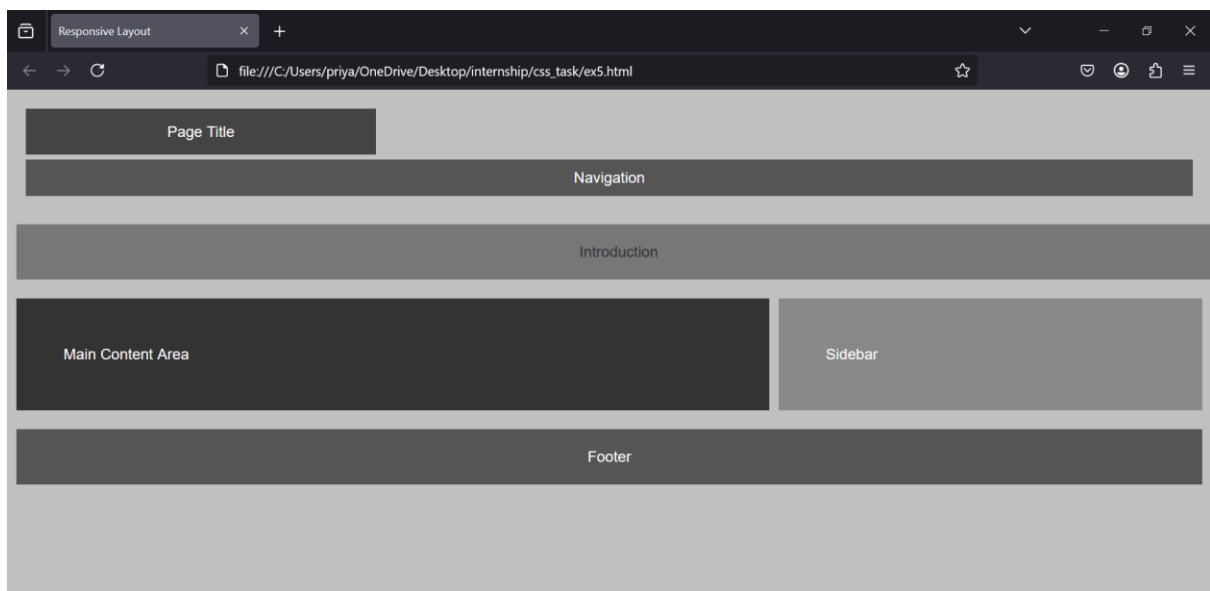 Responsive Layout
file:///C:/Users/priya/OneDrive/Desktop/internship/css_task/ex5.html
Page Title
Navigation
Introduction
Main Content Area
Sidebar
Footer